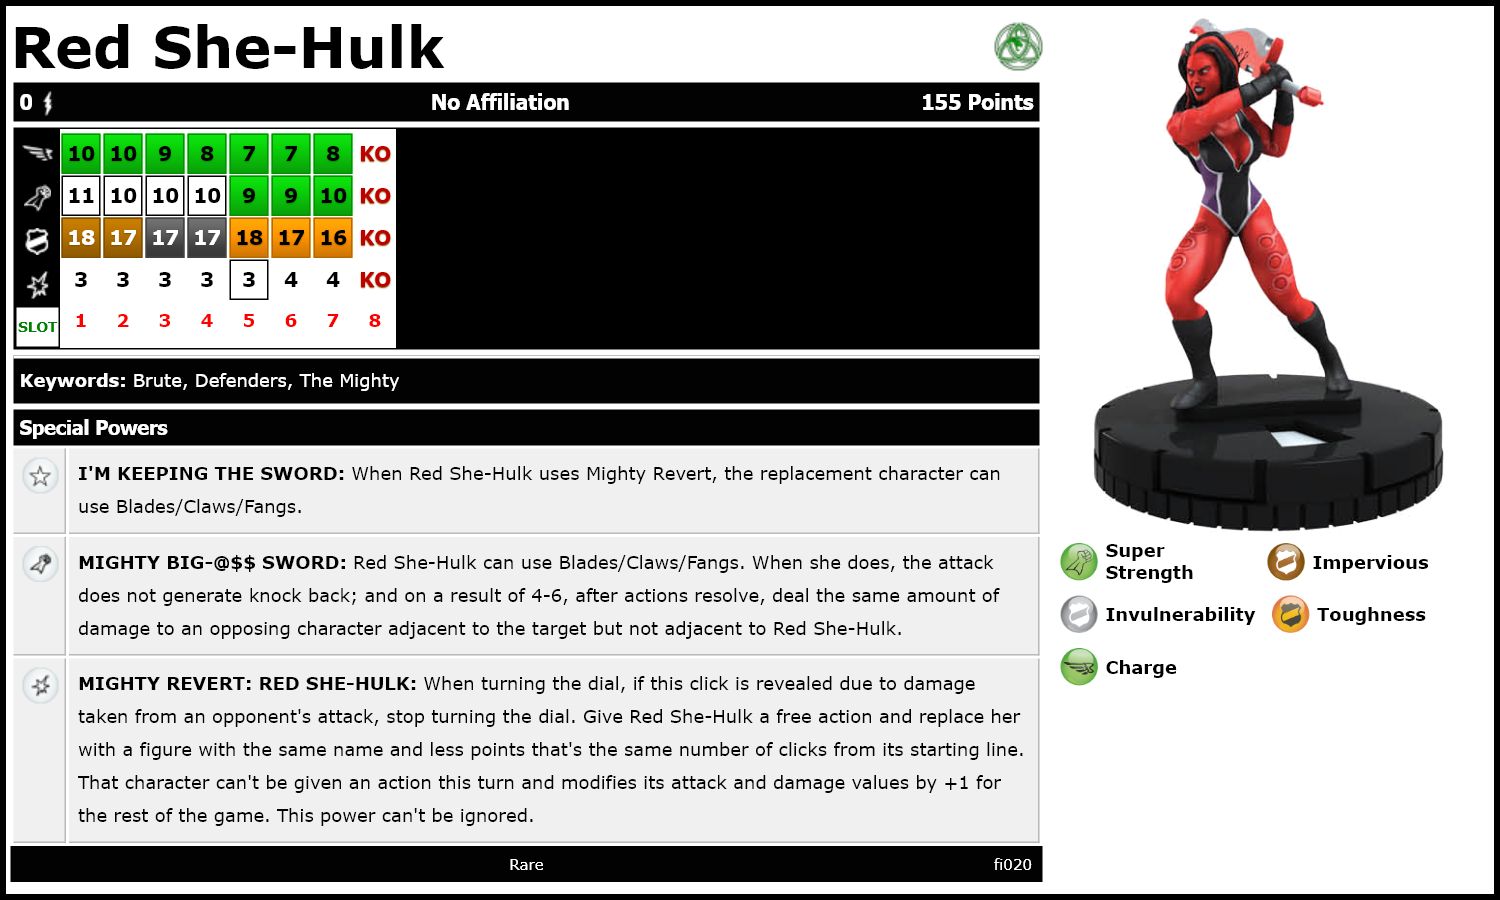 Red She-Hulk
0 No Affiliation 155 Points
10 10 9 8 7 7 8 KO
11 10 10 10 9 9 10 KO
18 17 17 17 18 17 16 KO
3 3 3 3 3 4 4 KO
SLOT 1 2 3 4 5 6 7 8
Keywords: Brute, Defenders, The Mighty
Special Powers
I'M KEEPING THE SWORD: When Red She-Hulk uses Mighty Revert, the replacement character can
use Blades/Claws/Fangs.
MIGHTY BIG-@$$ SWORD: Red She-Hulk can use Blades/Claws/Fangs. When she does, the attack
does not generate knock back; and on a result of 4-6, after actions resolve, deal the same amount of
damage to an opposing character adjacent to the target but not adjacent to Red She-Hulk.
MIGHTY REVERT: RED SHE-HULK: When turning the dial, if this click is revealed due to damage
taken from an opponent's attack, stop turning the dial. Give Red She-Hulk a free action and replace her
with a figure with the same name and less points that's the same number of clicks from its starting line.
That character can't be given an action this turn and modifies its attack and damage values by +1 for
the rest of the game. This power can't be ignored.
Rare fi020
Super
Strength
Impervious
Invulnerability
Toughness
Charge